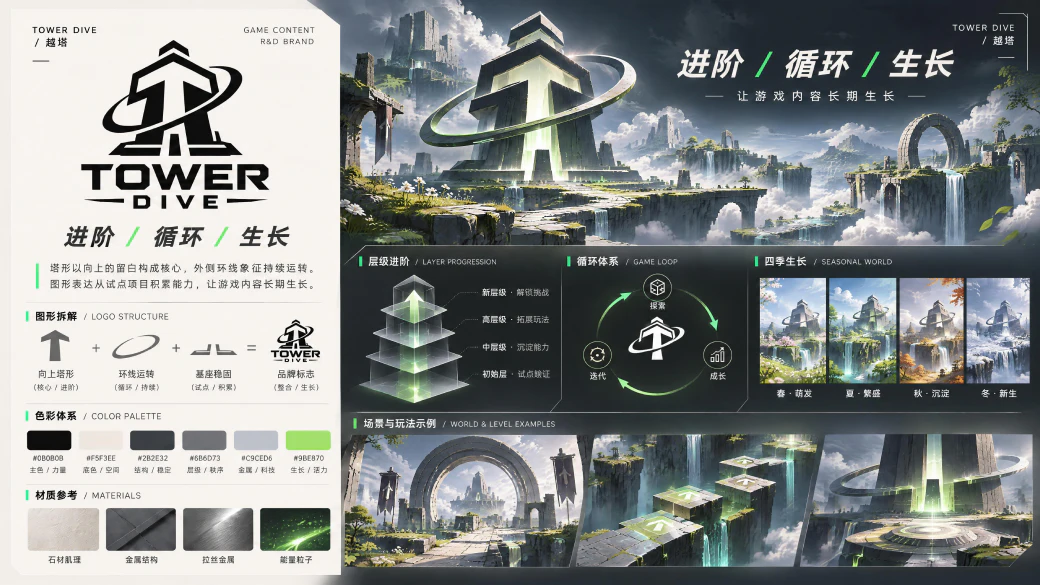 TOWER DIVE
/ 越塔
GAME CONTENT
R&D BRAND
TOWER
DIVE
进阶 / 循环 / 生长
塔形以向上的留白构成核心，外侧环线象征持续运转。
图形表达从试点项目积累能力，让游戏内容长期生长。
图形拆解 / LOGO STRUCTURE
+ + =
TOWER
DIVE
向上塔形 环线运转 基座稳固 品牌标志
（核心 / 进阶） （循环 / 持续） （试点 / 积累） （整合 / 生长）
色彩体系 / COLOR PALETTE
#0B0B0B #F5F3EE #2B2E32 #6B6D73 #C9CED6 #9BE870
主色 / 力量 底色 / 空间 结构 / 稳定 层级 / 秩序 金属 / 科技 生长 / 活力
材质参考 / MATERIALS
石材肌理 金属结构 拉丝金属 能量粒子
TOWER DIVE
/ 越塔
进阶 / 循环 / 生长
让游戏内容长期生长
层级进阶 / LAYER PROGRESSION
新层级 · 解锁挑战
高层级 · 拓展玩法
中层级 · 沉淀能力
初始层 · 试点验证
循环体系 / GAME LOOP
探索
迭代
成长
四季生长 / SEASONAL WORLD
春 · 萌发 夏 · 繁盛 秋 · 沉淀 冬 · 新生
场景与玩法示例 / WORLD & LEVEL EXAMPLES